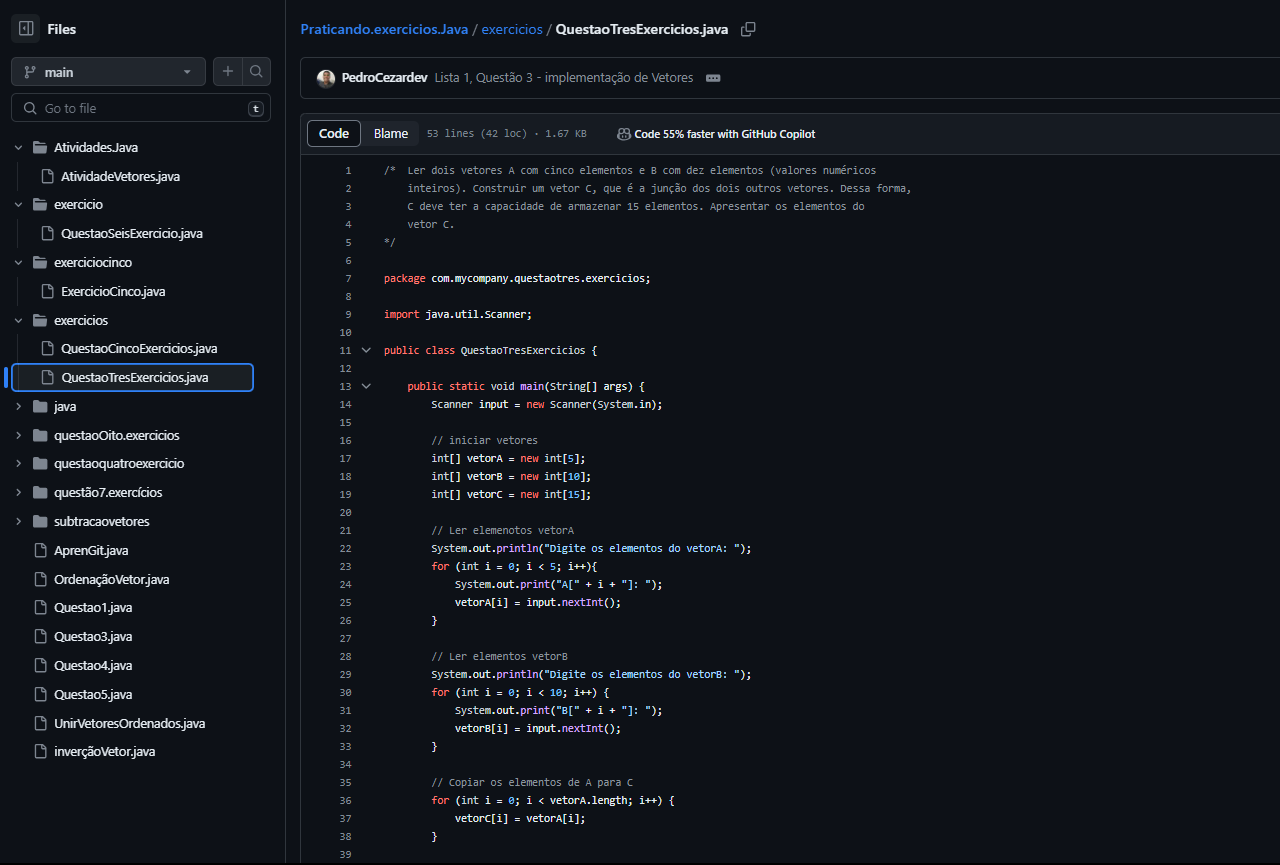 Files
main
Go to file
t
AtividadesJava
AtividadeVetores.java
exercicio
QuestaoSeisExercicio.java
exerciciocinco
ExercicioCinco.java
exercicios
QuestaoCincoExercicios.java
QuestaoTresExercicios.java
java
questaoOito.exercicios
questaoquatroexercicio
questão7.exercícios
subtracaovetores
AprenGit.java
OrdenaçãoVetor.java
Questao1.java
Questao3.java
Questao4.java
Questao5.java
UnirVetoresOrdenados.java
inverçãoVetor.java
Praticando.exercicios.Java / exercicios / QuestaoTresExercicios.java
PedroCezardev Lista 1, Questão 3 - implementação de Vetores
Code Blame 53 lines (42 loc) · 1.67 KB Code 55% faster with GitHub Copilot
1 /* Ler dois vetores A com cinco elementos e B com dez elementos (valores numéricos
2 inteiros). Construir um vetor C, que é a junção dos dois outros vetores. Dessa forma,
3 C deve ter a capacidade de armazenar 15 elementos. Apresentar os elementos do
4 vetor C.
5 */
6
7 package com.mycompany.questaotres.exercicios;
8
9 import java.util.Scanner;
10
11 public class QuestaoTresExercicios {
12
13 public static void main(String[] args) {
14 Scanner input = new Scanner(System.in);
15
16 // iniciar vetores
17 int[] vetorA = new int[5];
18 int[] vetorB = new int[10];
19 int[] vetorC = new int[15];
20
21 // Ler elemenotos vetorA
22 System.out.println("Digite os elementos do vetorA: ");
23 for (int i = 0; i < 5; i++){
24 System.out.print("A[" + i + "]: ");
25 vetorA[i] = input.nextInt();
26 }
27
28 // Ler elementos vetorB
29 System.out.println("Digite os elementos do vetorB: ");
30 for (int i = 0; i < 10; i++) {
31 System.out.print("B[" + i + "]: ");
32 vetorB[i] = input.nextInt();
33 }
34
35 // Copiar os elementos de A para C
36 for (int i = 0; i < vetorA.length; i++) {
37 vetorC[i] = vetorA[i];
38 }
39